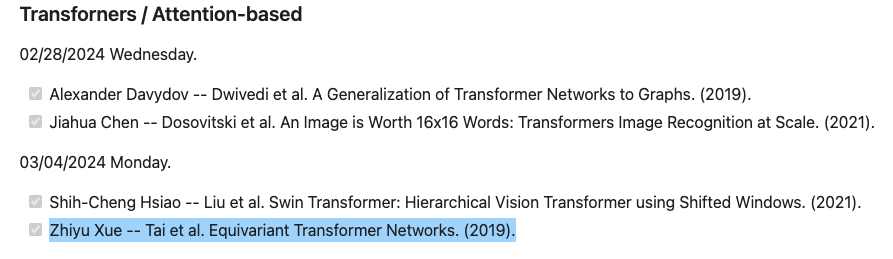 Transforners / Attention-based
02/28/2024 Wednesday.
Alexander Davydov -- Dwivedi et al. A Generalization of Transformer Networks to Graphs. (2019).
Jiahua Chen -- Dosovitski et al. An Image is Worth 16x16 Words: Transformers Image Recognition at Scale. (2021).
03/04/2024 Monday.
Shih-Cheng Hsiao -- Liu et al. Swin Transformer: Hierarchical Vision Transformer using Shifted Windows. (2021).
Zhiyu Xue -- Tai et al. Equivariant Transformer Networks. (2019).